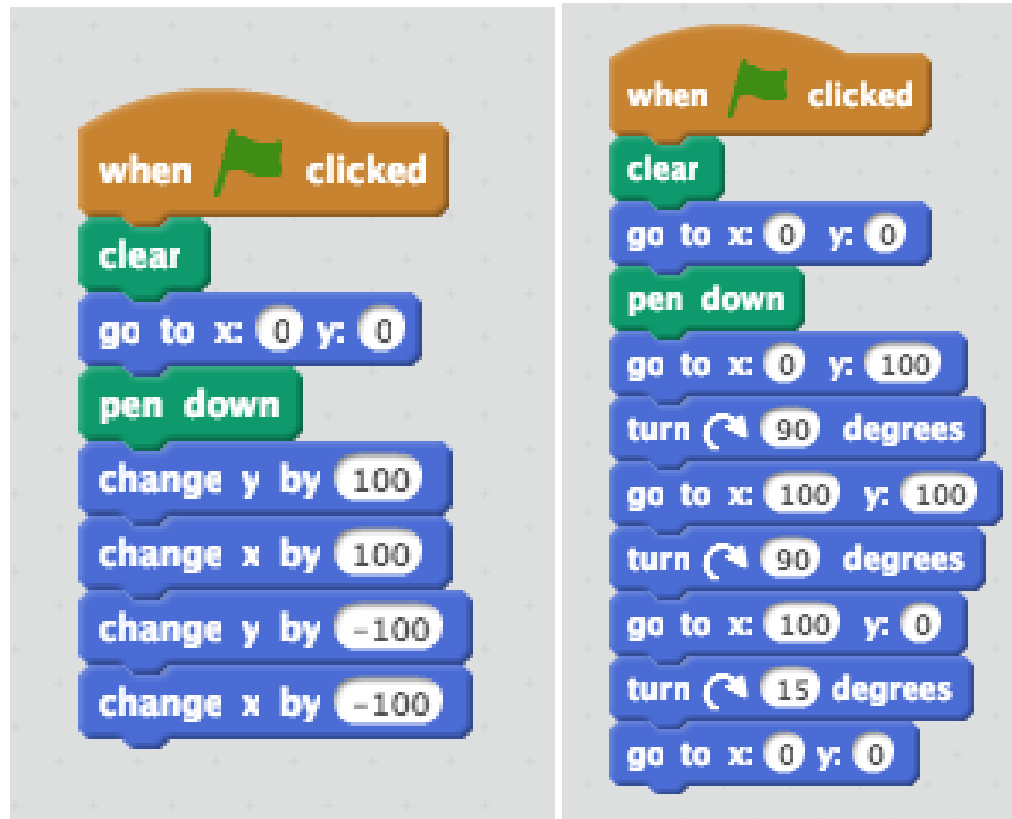 when clicked
clear
go to x: 0 y: 0
pen down
change y by 100
change x by 100
change y by -100
change x by -100
when clicked
clear
go to x: 0 y: 0
pen down
go to x: 0 y: 100
turn 90 degrees
go to x: 100 y: 100
turn 90 degrees
go to x: 100 y: 0
turn 15 degrees
go to x: 0 y: 0